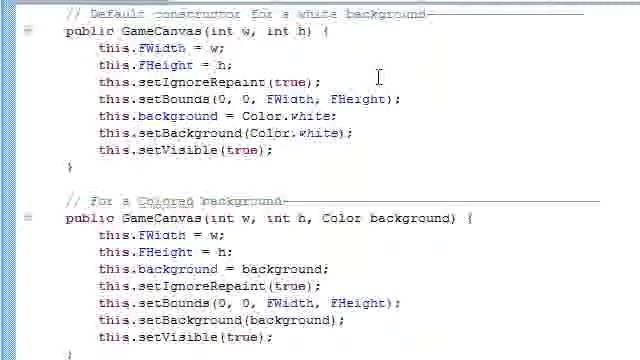 // Default constructor for a white background
public GameCanvas(int w, int h) {
this.FWidth = w;
this.FHeight = h;
this.setIgnoreRepaint(true);
this.setBounds(0, 0, FWidth, FHeight);
this.background = Color.white;
this.setBackground(Color.white);
this.setVisible(true);
}
// For a Colored background
public GameCanvas(int w, int h, Color background) {
this.FWidth = w;
this.FHeight = h;
this.background = background;
this.setIgnoreRepaint(true);
this.setBounds(0, 0, FWidth, FHeight);
this.setBackground(background);
this.setVisible(true);
}